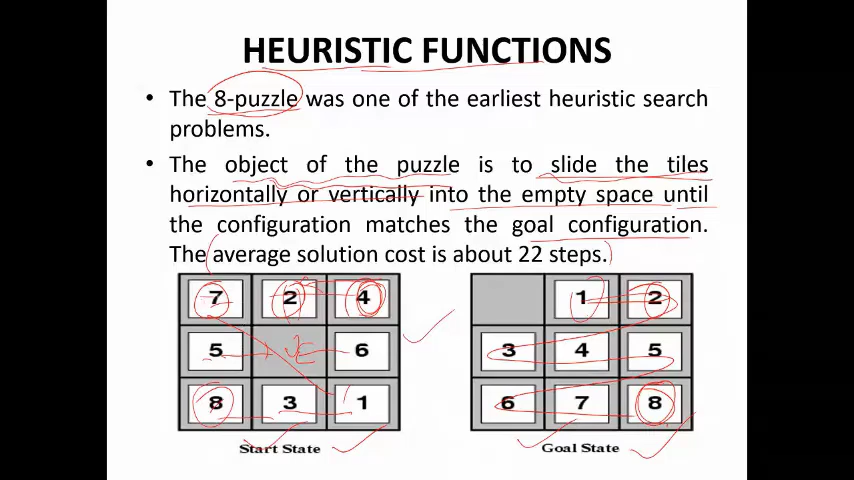 HEURISTIC FUNCTIONS
• The 8-puzzle was one of the earliest heuristic search
problems.
• The object of the puzzle is to slide the tiles
horizontally or vertically into the empty space until
the configuration matches the goal configuration.
The average solution cost is about 22 steps.
7 2 4
5 6
8 3 1
Start State
1 2
3 4 5
6 7 8
Goal State